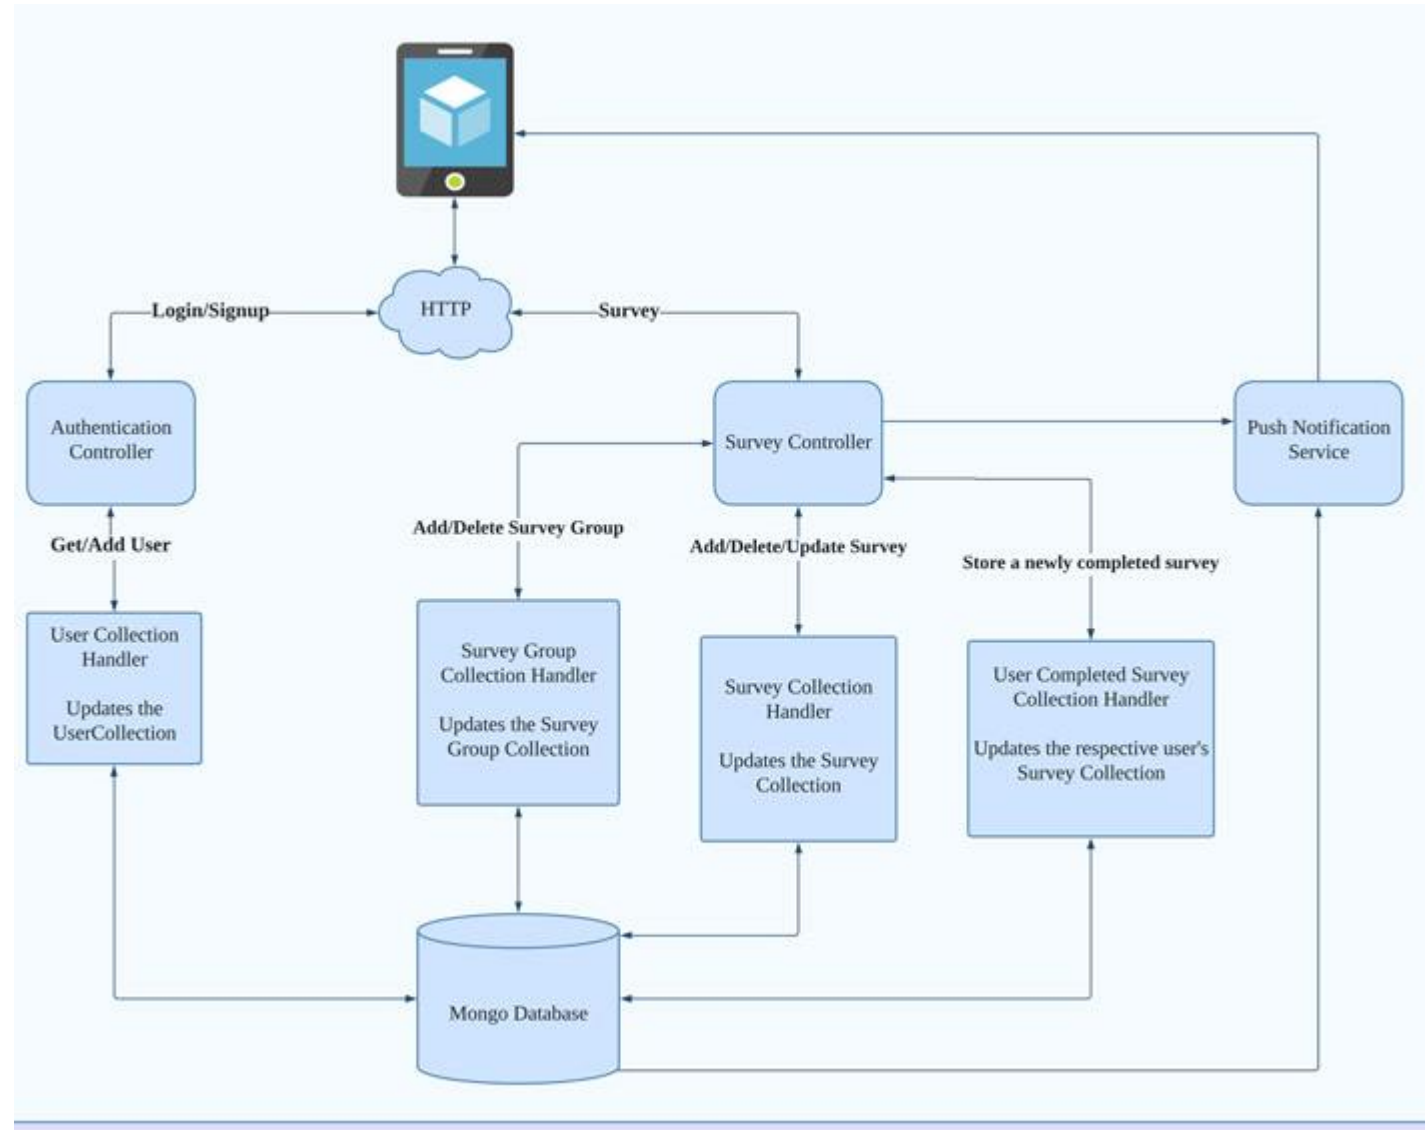 HTTP
Login/Signup
Survey
Authentication
Controller
Survey Controller
Push Notification
Service
Get/Add User
Add/Delete Survey Group
Add/Delete/Update Survey
Store a newly completed survey
User Collection
Handler
Updates the
UserCollection
Survey Group
Collection Handler
Updates the Survey
Group Collection
Survey Collection
Handler
Updates the Survey
Collection
User Completed Survey
Collection Handler
Updates the respective user's
Survey Collection
Mongo Database